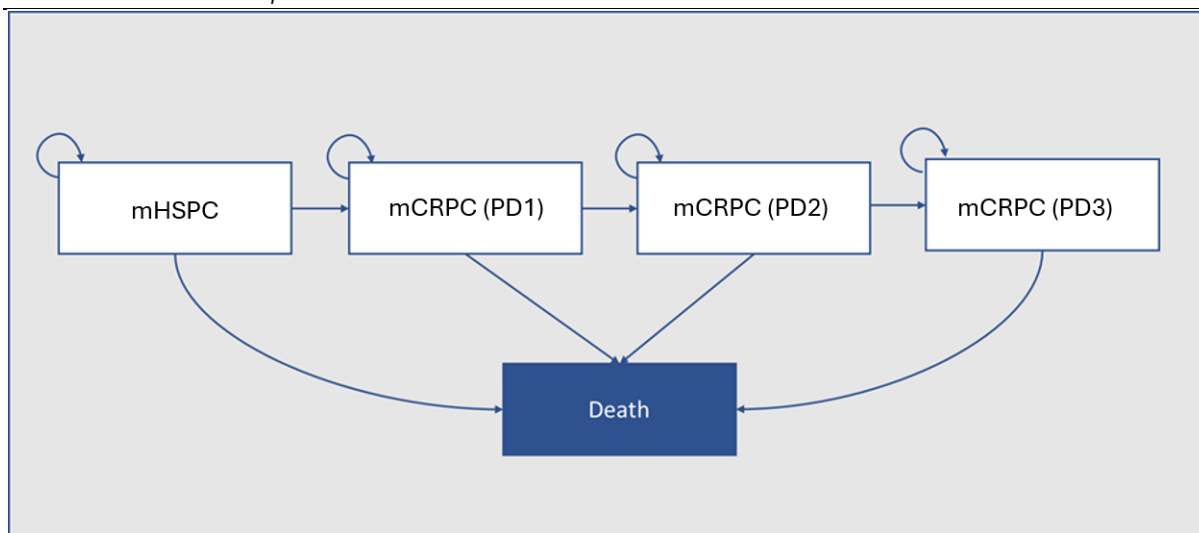 mHSPC
mCRPC (PD1)
mCRPC (PD2)
mCRPC (PD3)
Death